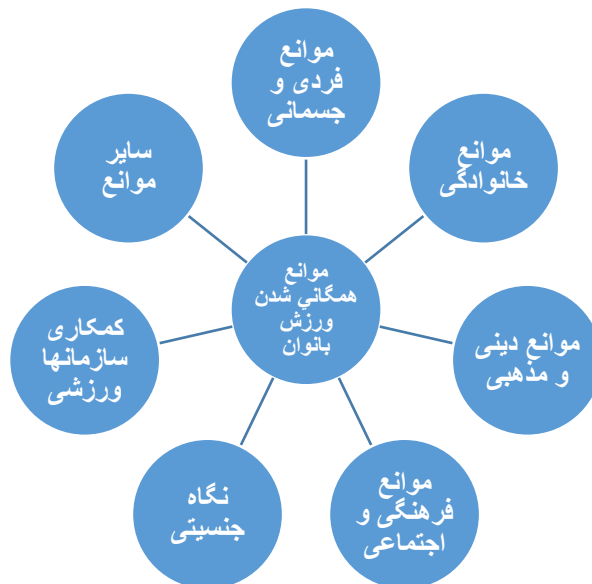 موانع
فردی و
جسمانی
موانع
خانوادگی
موانع دینی
و مذهبی
موانع
فرهنگی و
اجتماعی
نگاه
جنسیتی
کمکاری
سازمانها
ورزشی
سایر
موانع
موانع
همگاني شدن
ورزش
بانوان